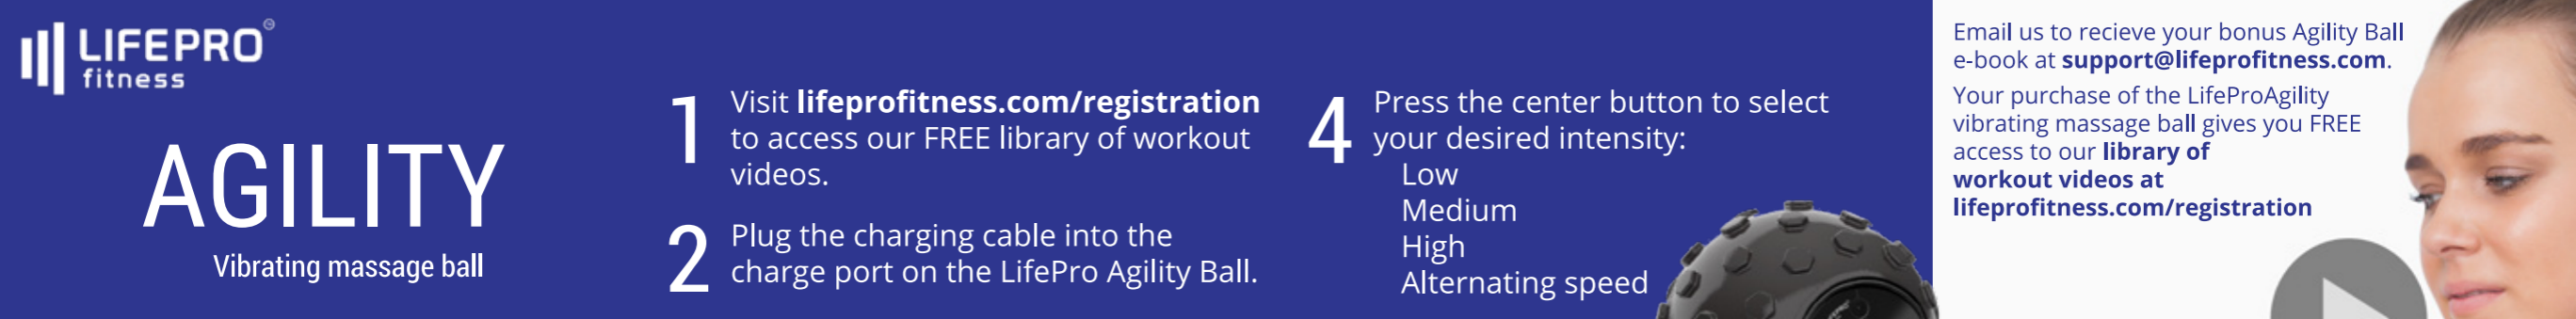 LIFEPRO
fitness
AGILITY
Vibrating massage ball
1
Visit lifeprofitness.com/registration
to access our FREE library of workout
videos.
2
Plug the charging cable into the
charge port on the LifePro Agility Ball.
4
Press the center button to select
your desired intensity:
Low
Medium
High
Alternating speed
Email us to recieve your bonus Agility Ball
e-book at support@lifeprofitness.com.
Your purchase of the LifeProAgility
vibrating massage ball gives you FREE
access to our library of
workout videos at
lifeprofitness.com/registration